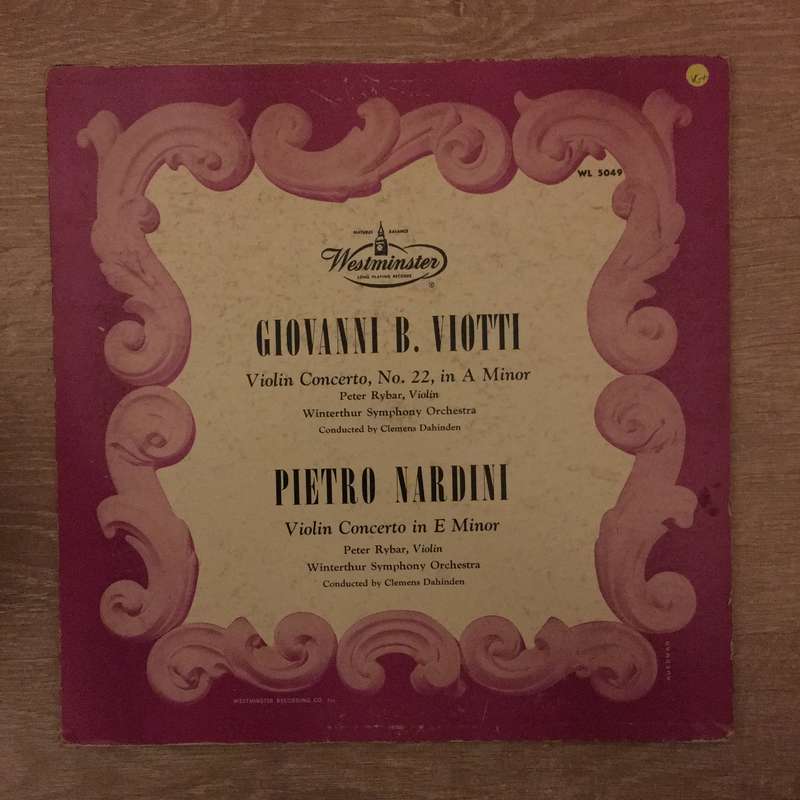 VG+
WL 5049
NATURAL BALANCE
Westminster
LONG PLAYING RECORDS
®
GIOVANNI B. VIOTTI
Violin Concerto, No. 22, in A Minor
Peter Rybar, Violin
Winterthur Symphony Orchestra
Conducted by Clemens Dahinden
PIETRO NARDINI
Violin Concerto in E Minor
Peter Rybar, Violin
Winterthur Symphony Orchestra
Conducted by Clemens Dahinden
WESTMINSTER RECORDING CO.